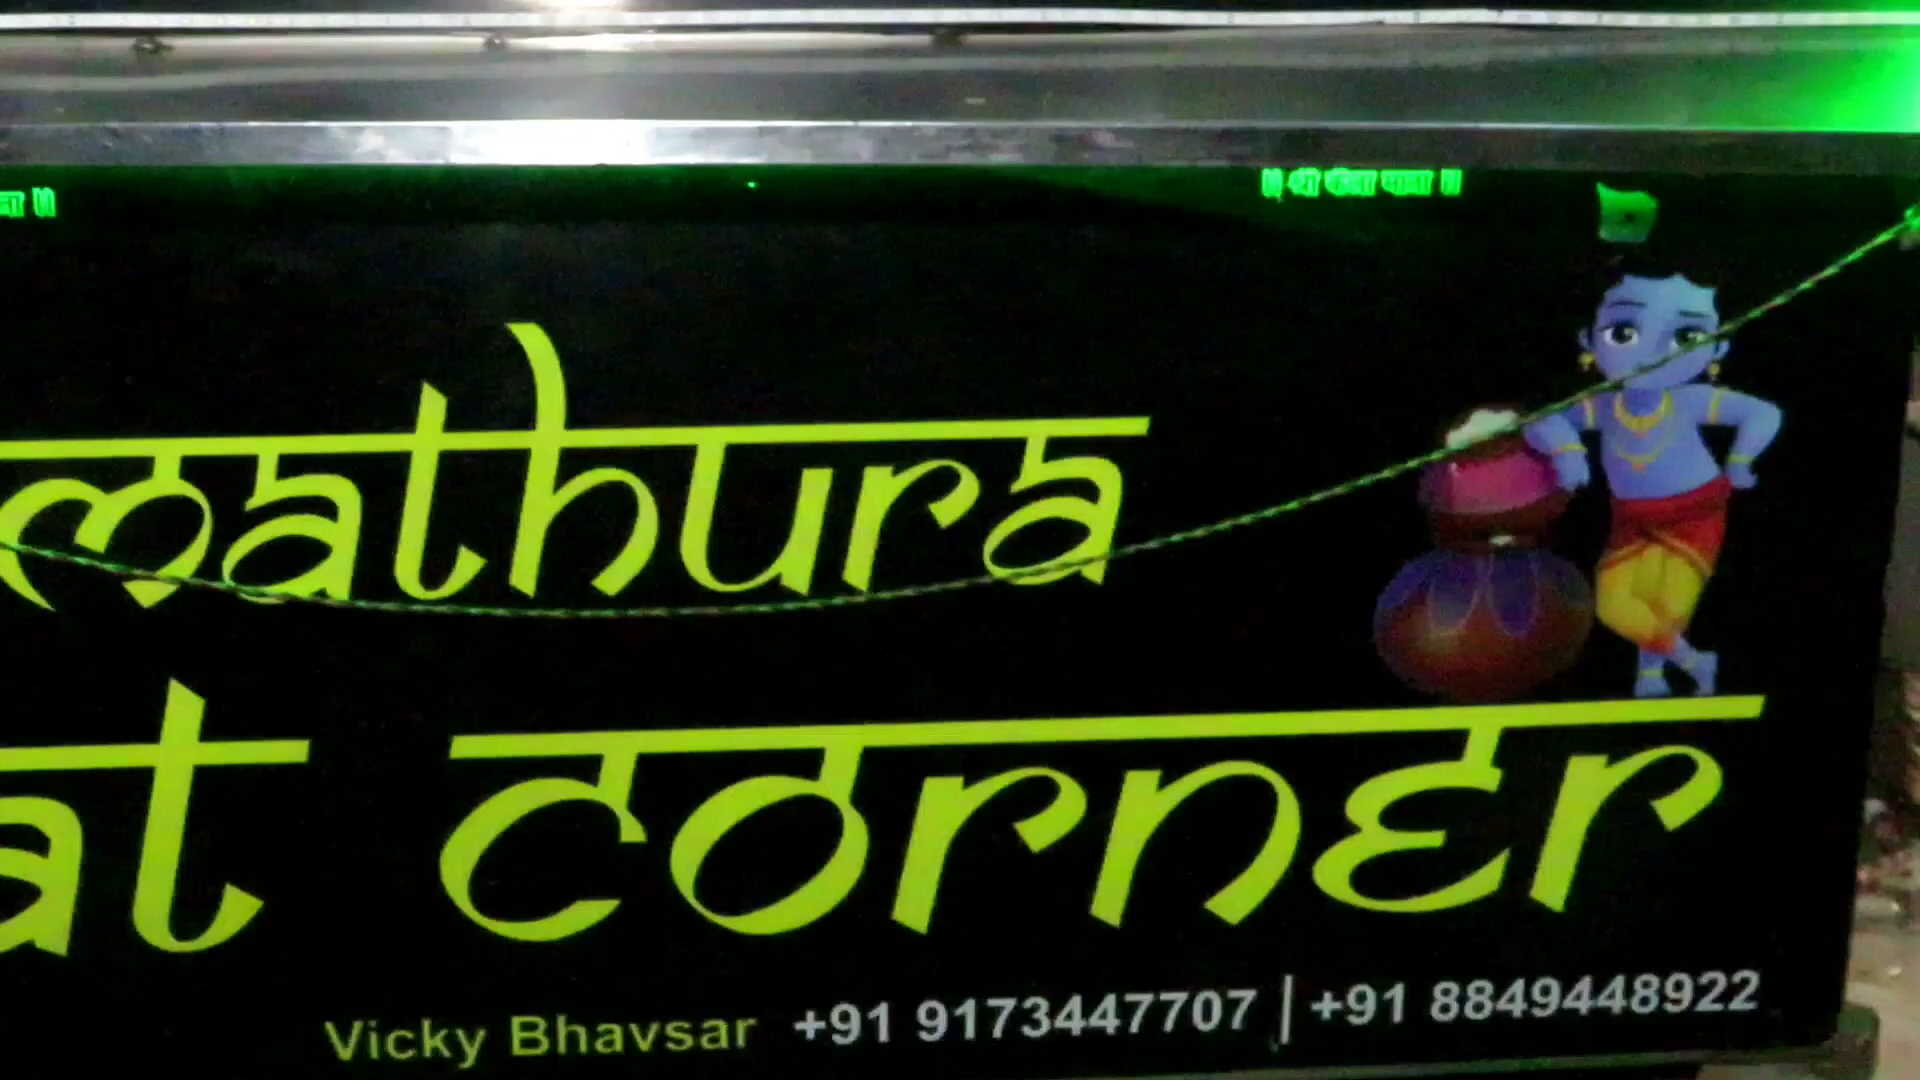 ॥ श्री
mathura
at corner
Vicky Bhavsar +91 9173447707 | +91 8849448922